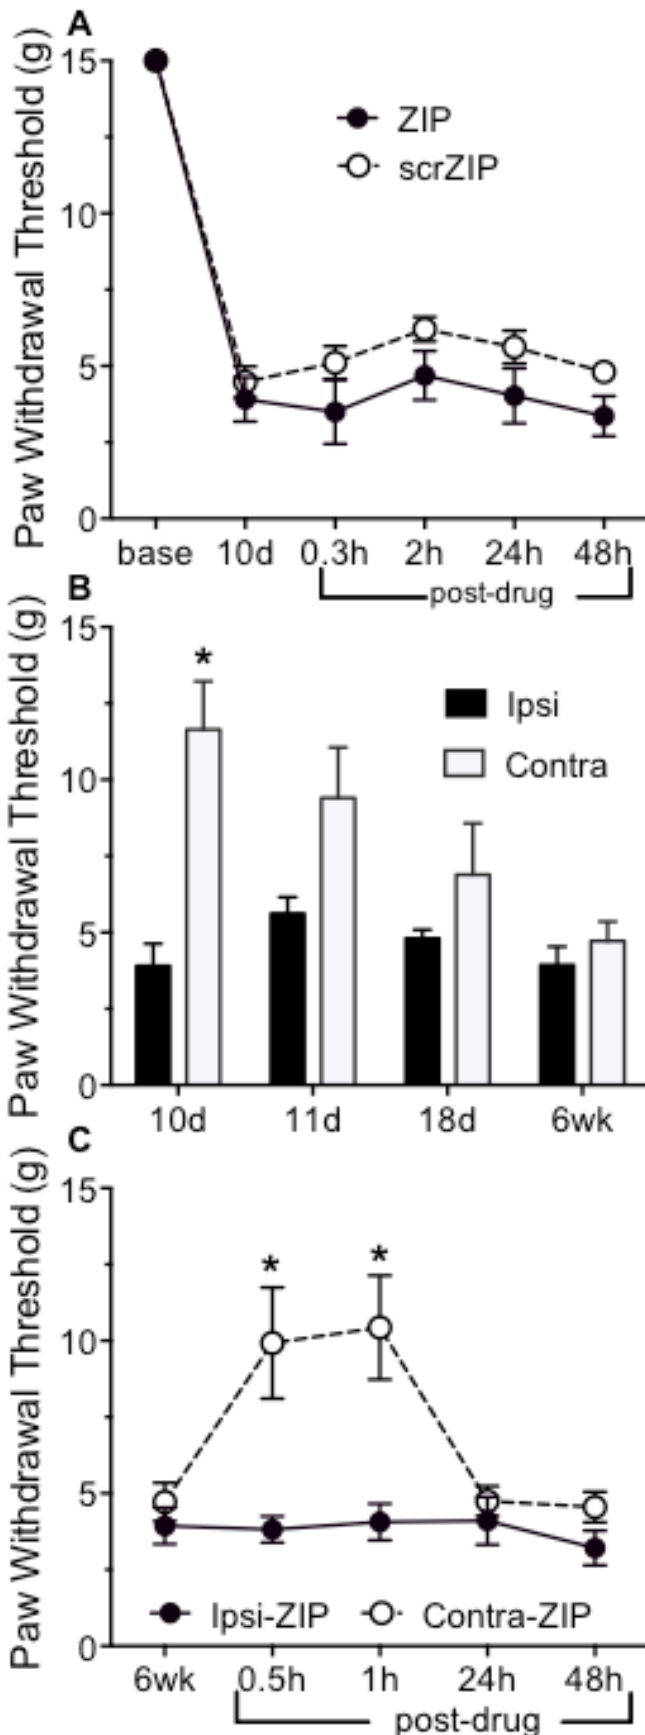 A
Paw Withdrawal Threshold (g)
15
10
5
0
ZIP
scrZIP
base 10d 0.3h 2h 24h 48h
post-drug
B
Paw Withdrawal Threshold (g)
15
10
5
0
*
Ipsi
Contra
10d 11d 18d 6wk
C
Paw Withdrawal Threshold (g)
15
10
5
0
* *
Ipsi-ZIP Contra-ZIP
6wk 0.5h 1h 24h 48h
post-drug